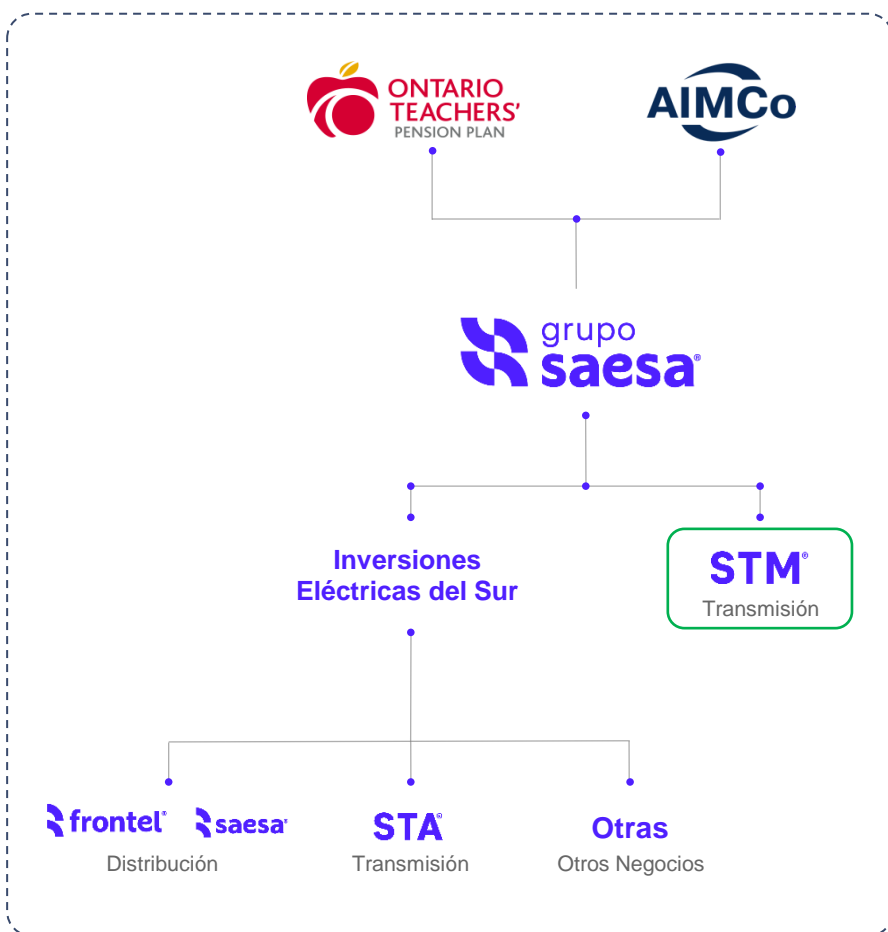 ONTARIO
TEACHERS'
PENSION PLAN
AIMCo
grupo
saesa®
Inversiones
Eléctricas del Sur
STM®
Transmisión
frontel®
saesa®
Distribución
STA®
Transmisión
Otras
Otros Negocios